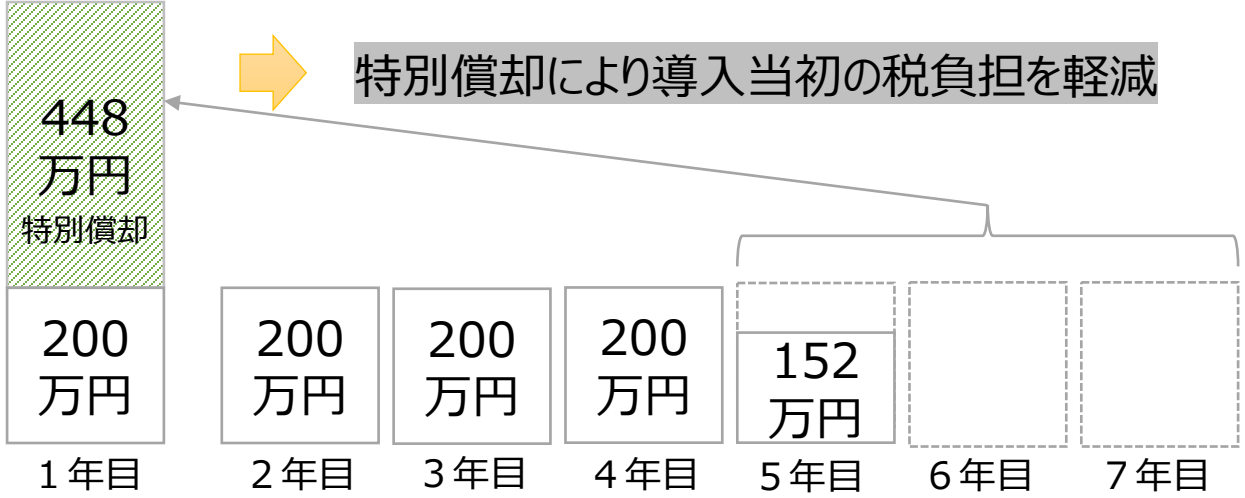 特別償却により導入当初の税負担を軽減
448
万円
特別償却
200
万円
200
万円
200
万円
200
万円
152
万円
１年目
２年目
３年目
４年目
５年目
６年目
７年目